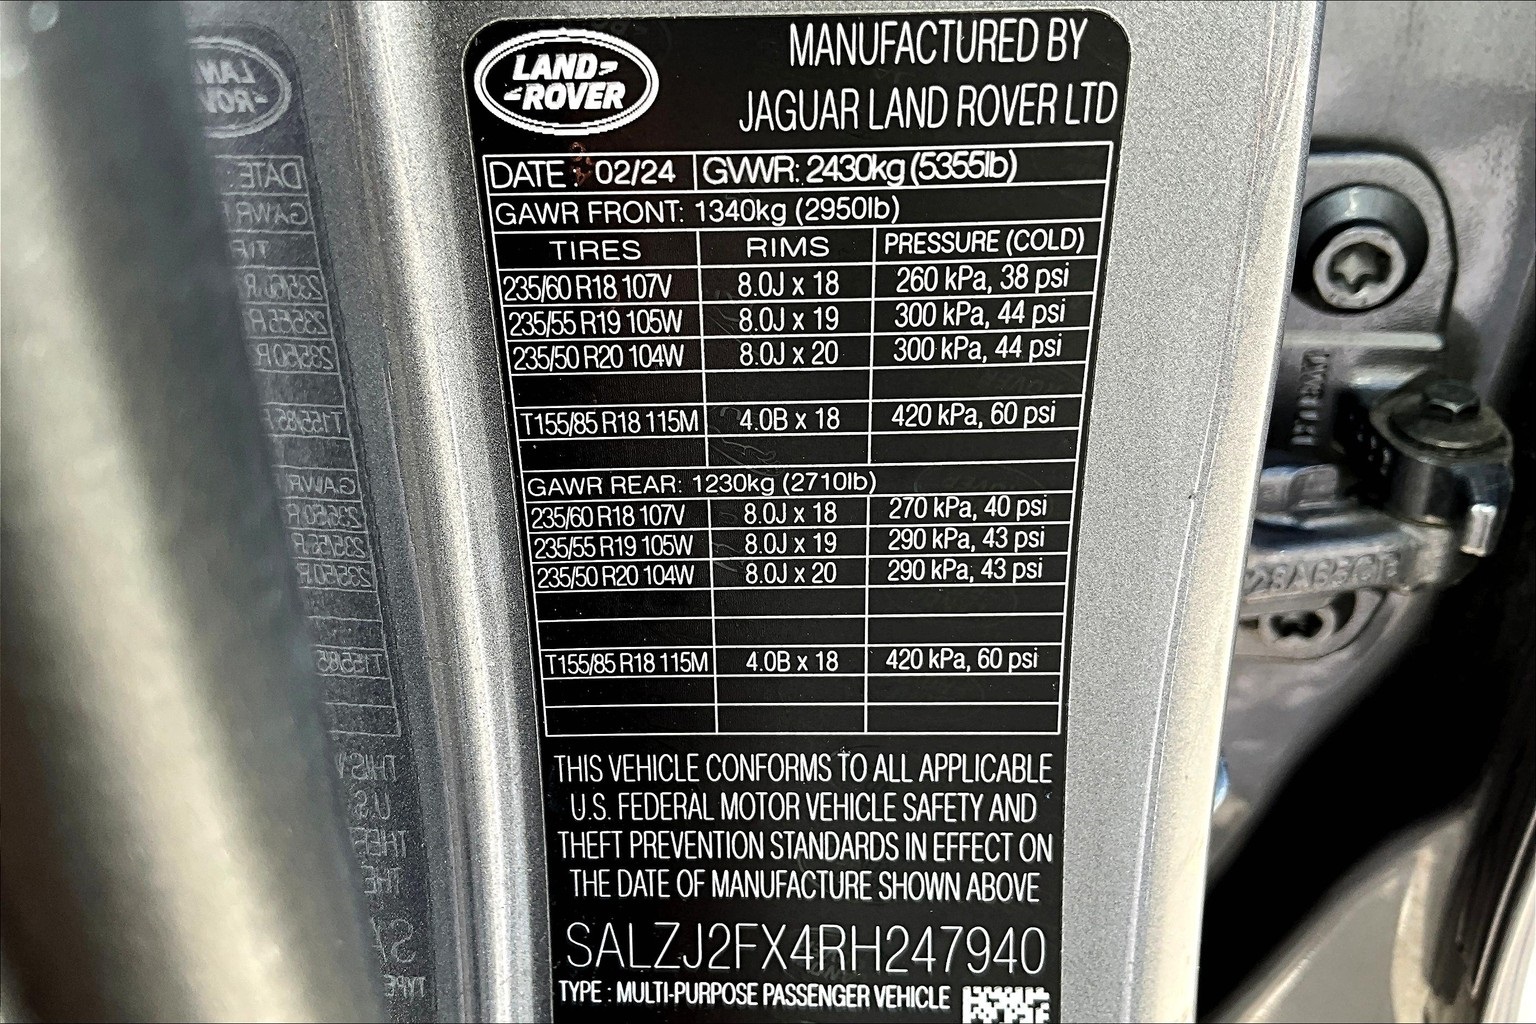 LAND
ROVER
MANUFACTURED BY
JAGUAR LAND ROVER LTD
DATE : 02/24 GVWR: 2430kg (5355lb)
GAWR FRONT: 1340kg (2950lb)
TIRES RIMS PRESSURE (COLD)
235/60 R18 107V 8.0J x 18 260 kPa, 38 psi
235/55 R19 105W 8.0J x 19 300 kPa, 44 psi
235/50 R20 104W 8.0J x 20 300 kPa, 44 psi
T155/85 R18 115M 4.0B x 18 420 kPa, 60 psi
GAWR REAR: 1230kg (2710lb)
235/60 R18 107V 8.0J x 18 270 kPa, 40 psi
235/55 R19 105W 8.0J x 19 290 kPa, 43 psi
235/50 R20 104W 8.0J x 20 290 kPa, 43 psi
T155/85 R18 115M 4.0B x 18 420 kPa, 60 psi
THIS VEHICLE CONFORMS TO ALL APPLICABLE
U.S. FEDERAL MOTOR VEHICLE SAFETY AND
THEFT PREVENTION STANDARDS IN EFFECT ON
THE DATE OF MANUFACTURE SHOWN ABOVE
SALZJ2FX4RH247940
TYPE : MULTI-PURPOSE PASSENGER VEHICLE